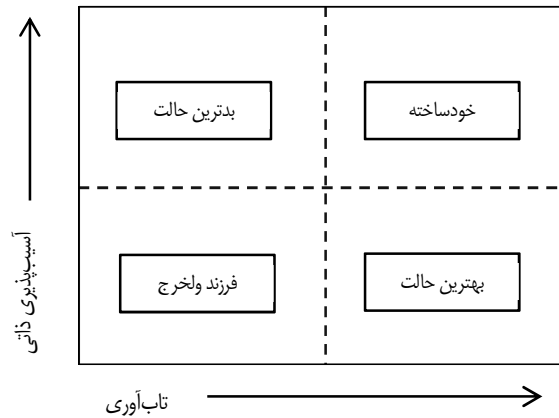 خودساخته
بدترین حالت
آسیب‌پذیری ذاتی
بهترین حالت
فرزند ولخرج
تاب‌آوری